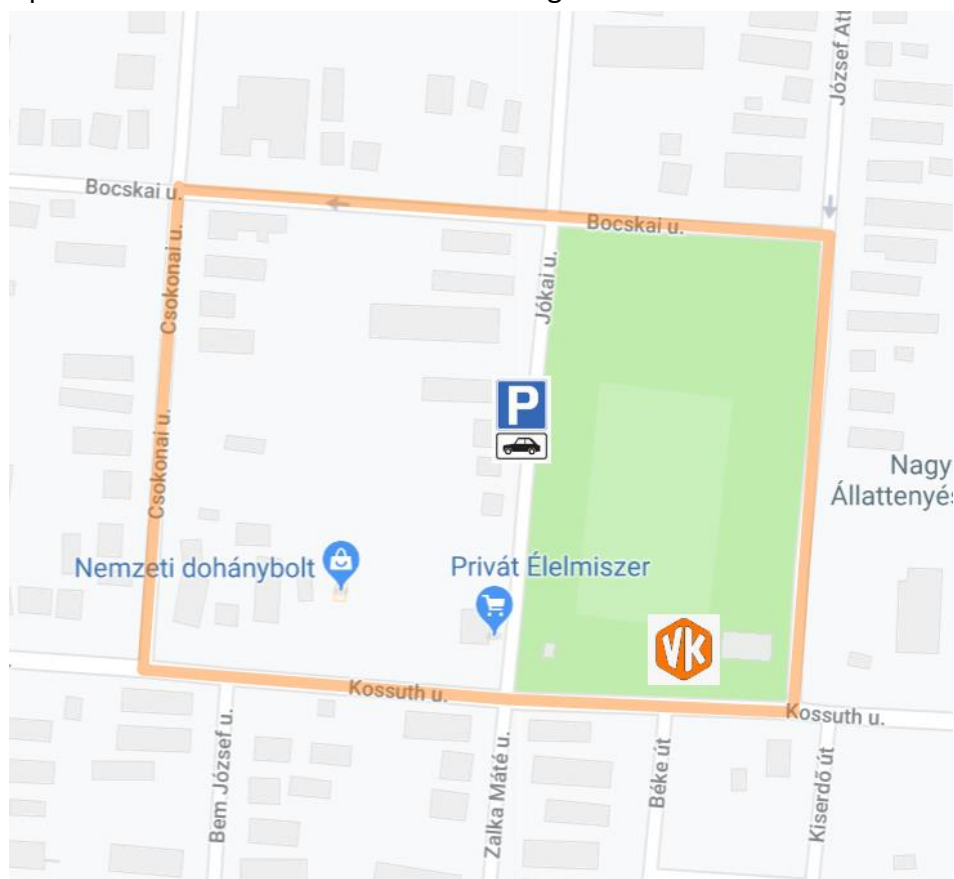 József Att
Bocskai u.
Bocskai u.
Csokonai u.
Jókai u.
P
Csokonai u.
Nagy
Állattenyés
Nemzeti dohánybolt
Privát Élelmiszer
VK
Kossuth u.
Kossuth u.
Bem József u.
Zalka Máté u.
Béke út
Kiserdő út